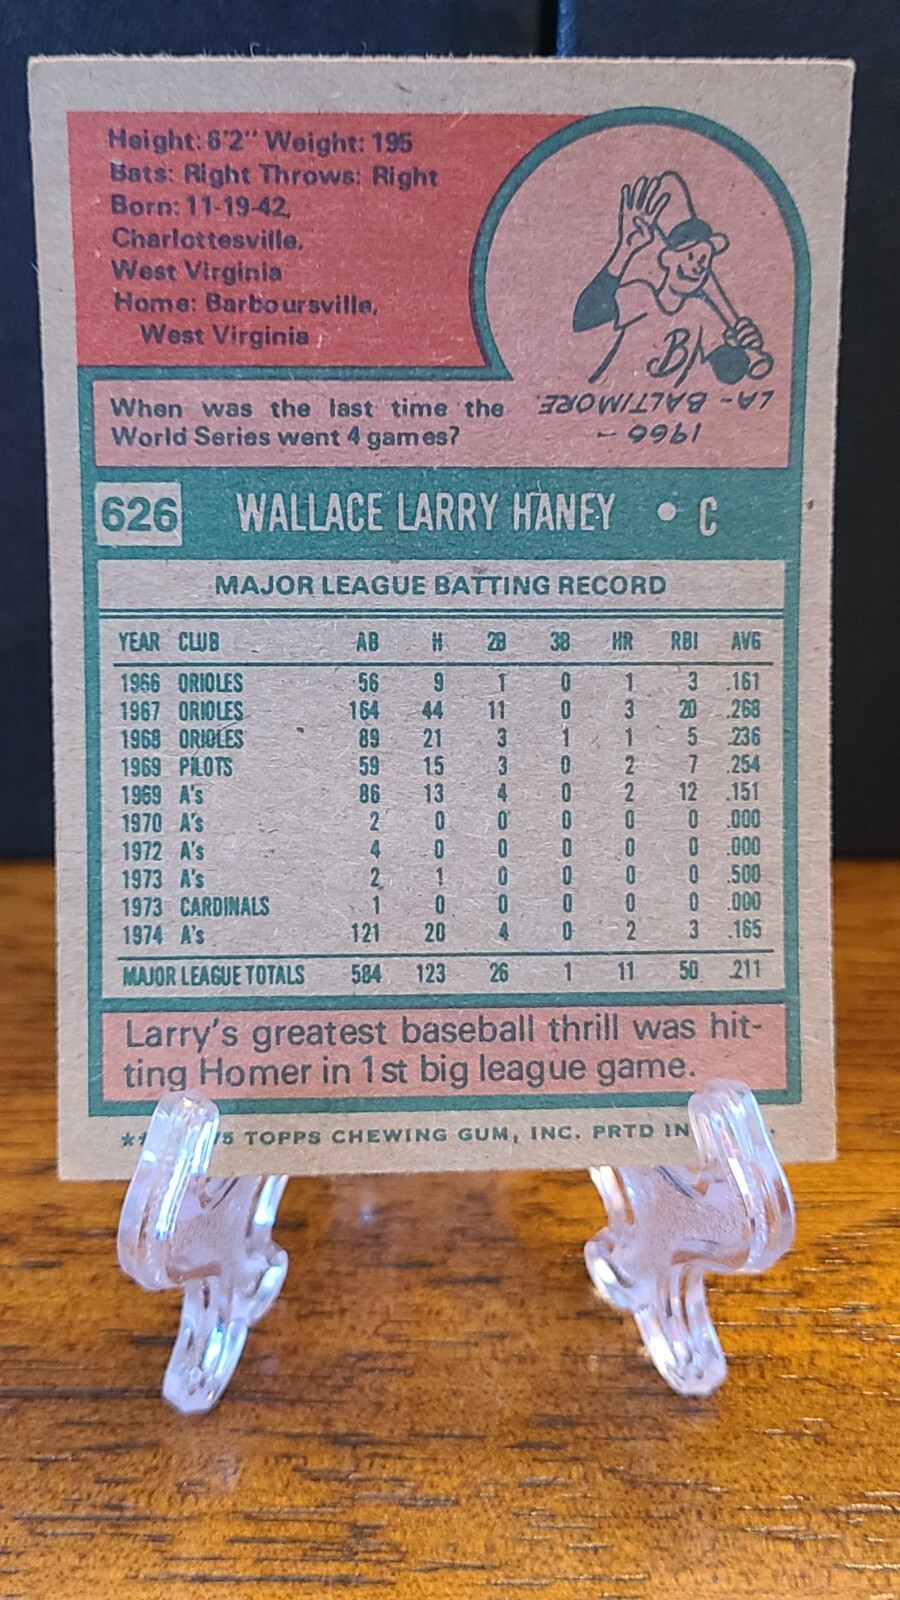 Height: 6'2" Weight: 195
Bats: Right Throws: Right
Born: 11-19-42,
Charlottesville,
West Virginia
Home: Barboursville,
West Virginia
When was the last time the
World Series went 4 games?
B
1966 -
LA - BALTIMORE.
626 WALLACE LARRY HANEY • C
MAJOR LEAGUE BATTING RECORD
YEAR CLUB AB H 2B 3B HR RBI AVG
1966 ORIOLES 56 9 1 0 1 3 .161
1967 ORIOLES 164 44 11 0 3 20 .268
1968 ORIOLES 89 21 3 1 1 5 .236
1969 PILOTS 59 15 3 0 2 7 .254
1969 A's 86 13 4 0 2 12 .151
1970 A's 2 0 0 0 0 0 .000
1972 A's 4 0 0 0 0 0 .000
1973 A's 2 1 0 0 0 0 .500
1973 CARDINALS 1 0 0 0 0 0 .000
1974 A's 121 20 4 0 2 3 .165
MAJOR LEAGUE TOTALS 584 123 26 1 11 50 .211
Larry's greatest baseball thrill was hit-
ting Homer in 1st big league game.
5 TOPPS CHEWING GUM, INC. PRTD IN